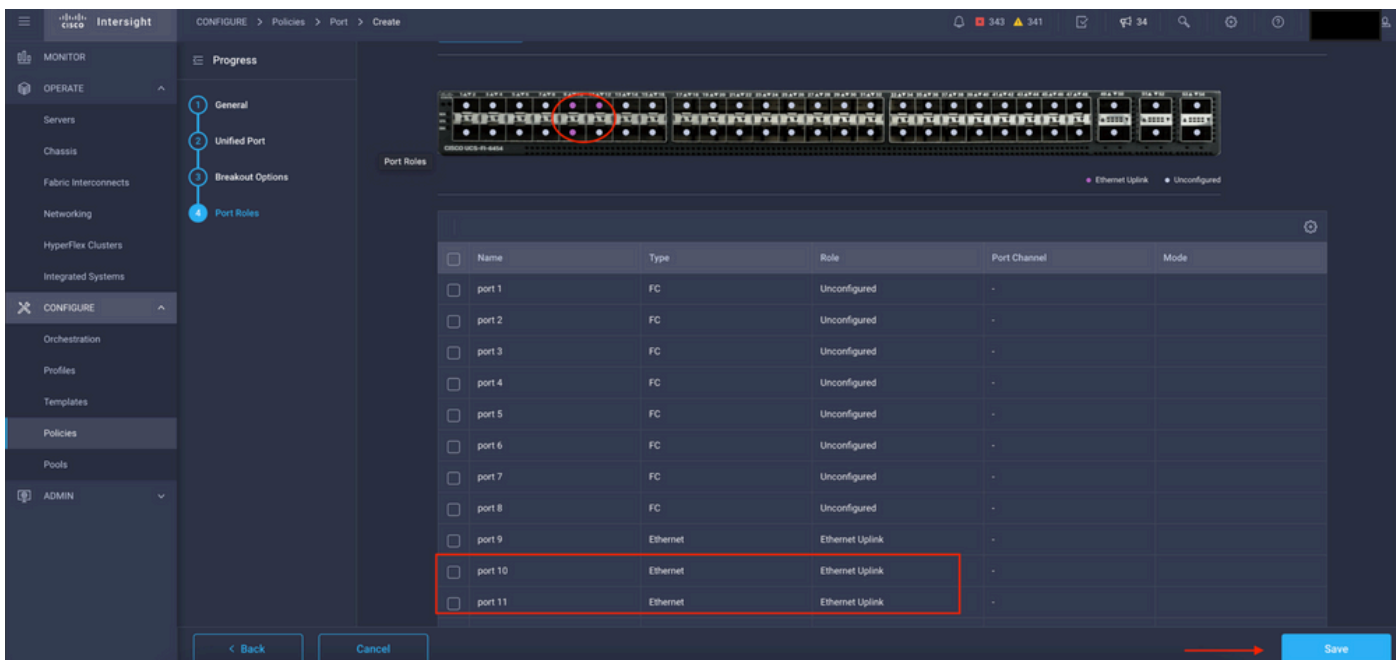 cisco Intersight
CONFIGURE > Policies > Port > Create
343 341
34
MONITOR
OPERATE
Servers
Chassis
Fabric Interconnects
Networking
HyperFlex Clusters
Integrated Systems
CONFIGURE
Orchestration
Profiles
Templates
Policies
Pools
ADMIN
Progress
1 General
2 Unified Port
3 Breakout Options
4 Port Roles
Port Roles
CISCO UCS-FI-6454
Ethernet Uplink Unconfigured
Name Type Role Port Channel Mode
port 1 FC Unconfigured -
port 2 FC Unconfigured -
port 3 FC Unconfigured -
port 4 FC Unconfigured -
port 5 FC Unconfigured -
port 6 FC Unconfigured -
port 7 FC Unconfigured -
port 8 FC Unconfigured -
port 9 Ethernet Ethernet Uplink -
port 10 Ethernet Ethernet Uplink -
port 11 Ethernet Ethernet Uplink -
< Back Cancel Save